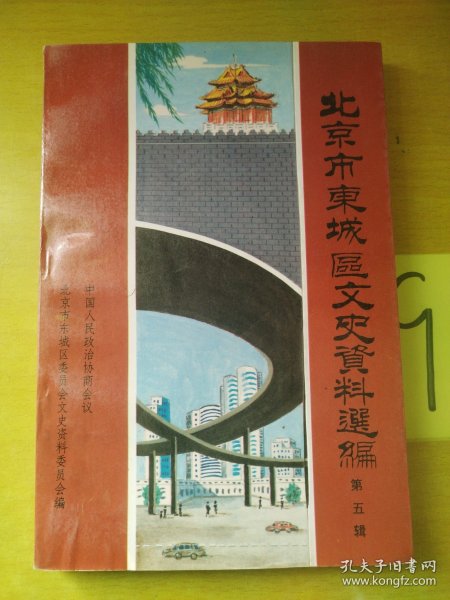 北京市東城區文史資料選編
第五辑
中国人民政治协商会议
北京市东城区委员会文史资料委员会编
9
孔夫子旧书网
www.kongfz.com